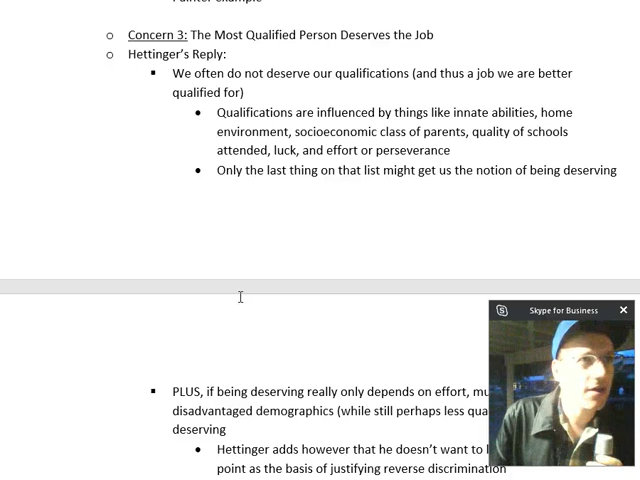 Concern 3: The Most Qualified Person Deserves the Job
Hettinger's Reply:
We often do not deserve our qualifications (and thus a job we are better
qualified for)
Qualifications are influenced by things like innate abilities, home
environment, socioeconomic class of parents, quality of schools
attended, luck, and effort or perseverance
Only the last thing on that list might get us the notion of being deserving
Skype for Business
PLUS, if being deserving really only depends on effort,
disadvantaged demographics (while still perhaps less
deserving
Hettinger adds however that he doesn't want to
point as the basis of justifying reverse discrimination